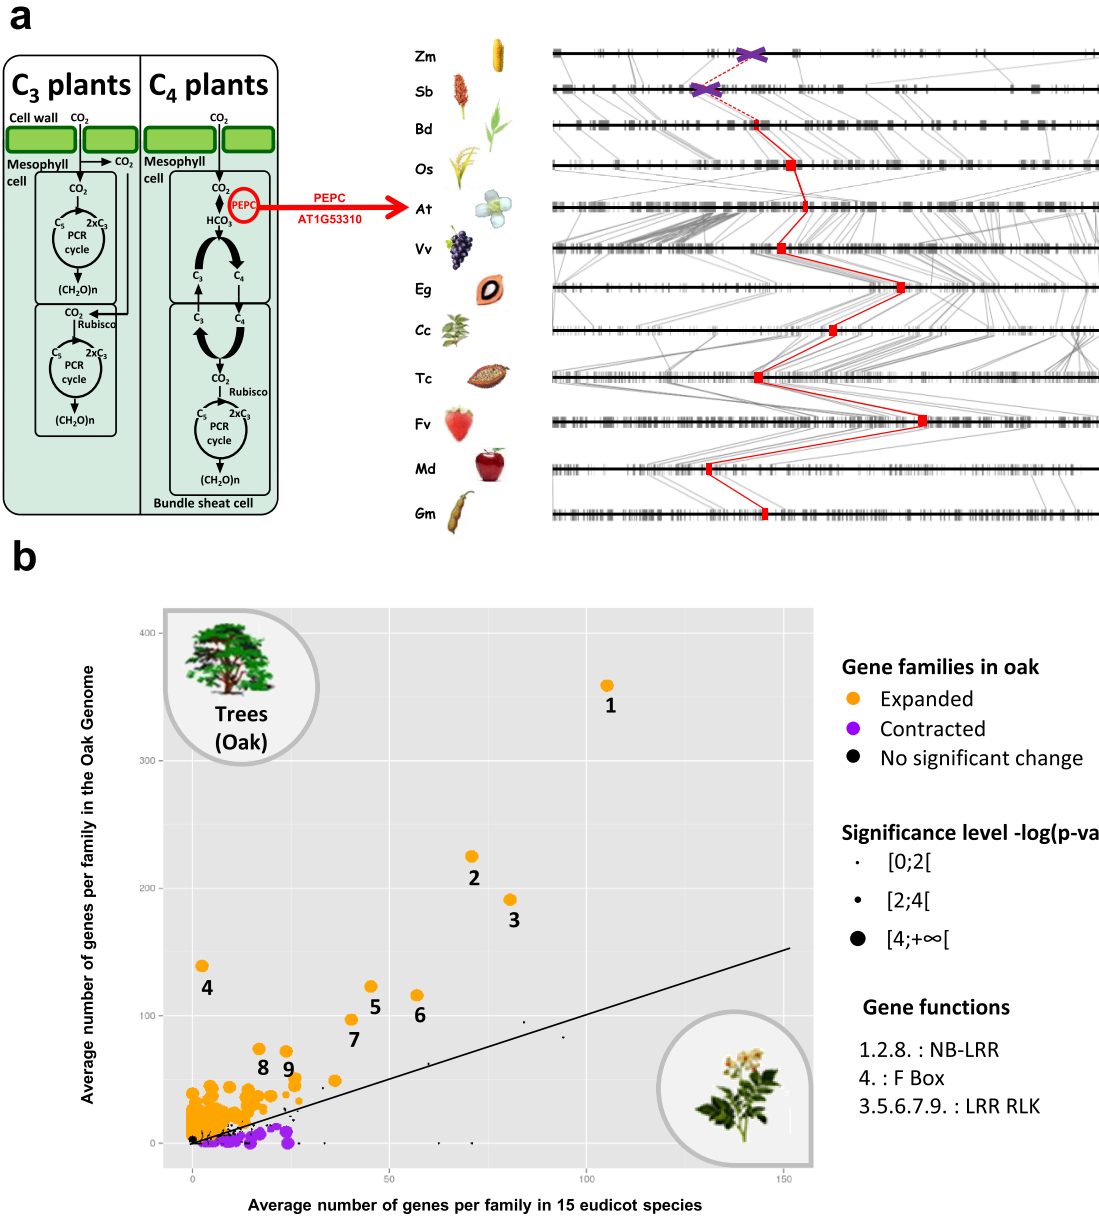 a
C3 plants
C4 plants
Cell wall
CO2
CO2
Mesophyll
cell
CO2
Mesophyll
cell
CO2
C5
2xC3
PCR
cycle
(CH2O)n
CO2
Rubisco
C5
2xC3
PCR
cycle
(CH2O)n
CO2
PEPC
HCO3
C3
C4
C3
C4
CO2
Rubisco
C5
2xC3
PCR
cycle
(CH2O)n
Bundle sheat cell
PEPC
AT1G53310
Zm
Sb
Bd
Os
At
Vv
Eg
Cc
Tc
Fv
Md
Gm
b
Average number of genes per family in the Oak Genome
400
300
200
100
0
Trees
(Oak)
1
2
3
4
5
6
7
8
9
0
50
100
150
Average number of genes per family in 15 eudicot species
Gene families in oak
Expanded
Contracted
No significant change
Significance level -log(p-va
[0;2[
[2;4[
[4;+∞[
Gene functions
1.2.8. : NB-LRR
4. : F Box
3.5.6.7.9. : LRR RLK